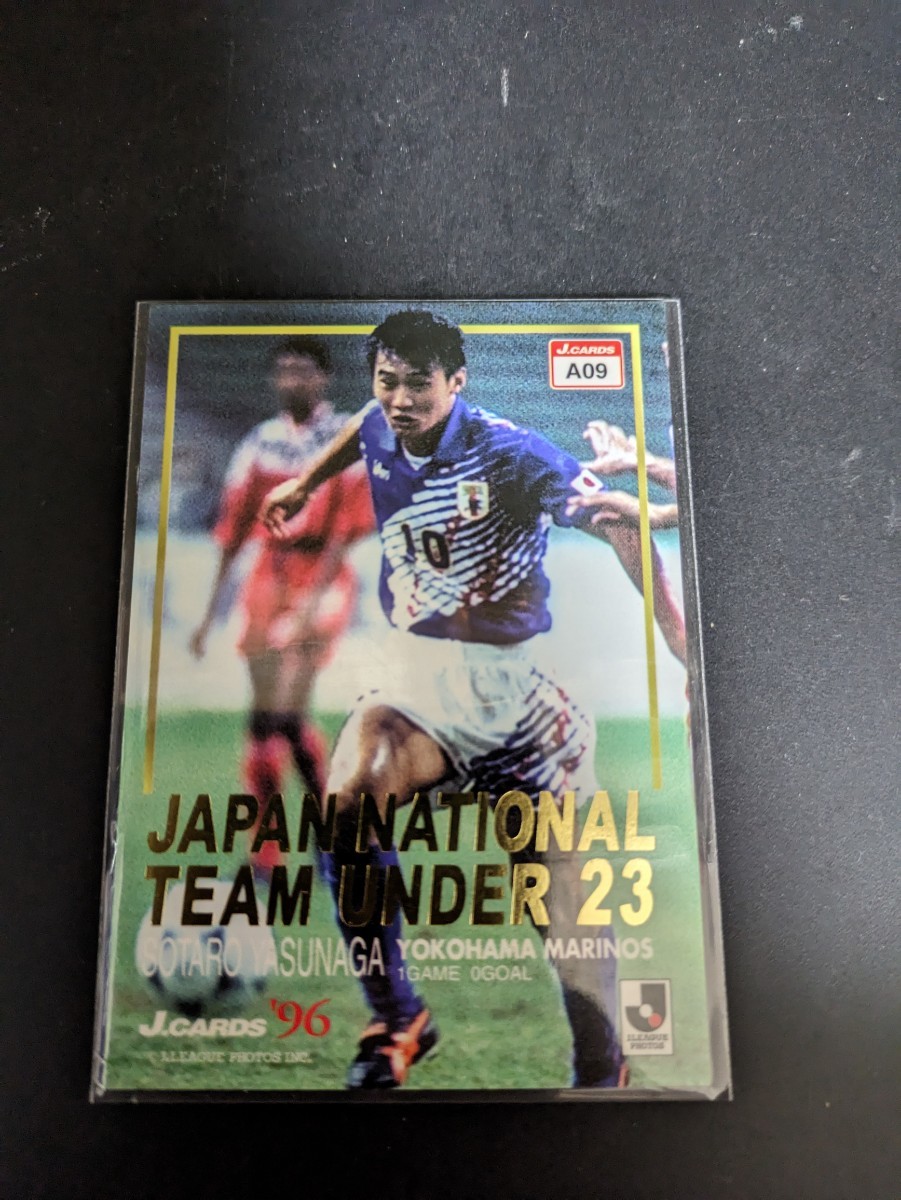 J.CARDS
A09
10
JAPAN NATIONAL
TEAM UNDER 23
SOTARO YASUNAGA YOKOHAMA MARINOS
1GAME 0GOAL
J.CARDS '96
© J.LEAGUE PHOTOS INC.
J.LEAGUE
PHOTOS